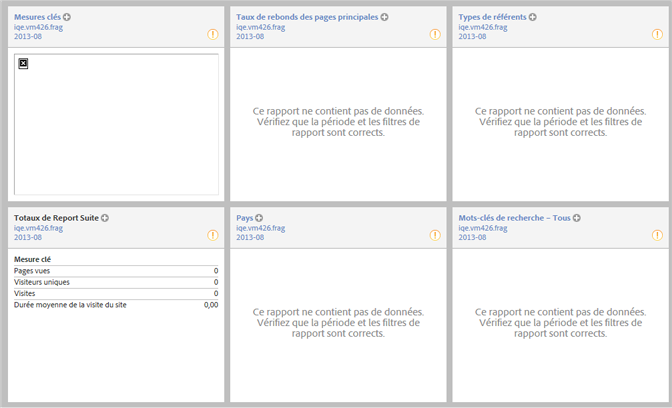 Mesures clés
iqe.vm426.frag
2013-08
Taux de rebonds des pages principales
iqe.vm426.frag
2013-08
Types de référents
iqe.vm426.frag
2013-08
Ce rapport ne contient pas de données.
Vérifiez que la période et les filtres de
rapport sont corrects.
Ce rapport ne contient pas de données.
Vérifiez que la période et les filtres de
rapport sont corrects.
Totaux de Report Suite
iqe.vm426.frag
2013-08
Mesure clé
Pages vues 0
Visiteurs uniques 0
Visites 0
Durée moyenne de la visite du site 0,00
Pays
iqe.vm426.frag
2013-08
Ce rapport ne contient pas de données.
Vérifiez que la période et les filtres de
rapport sont corrects.
Mots-clés de recherche – Tous
iqe.vm426.frag
2013-08
Ce rapport ne contient pas de données.
Vérifiez que la période et les filtres de
rapport sont corrects.